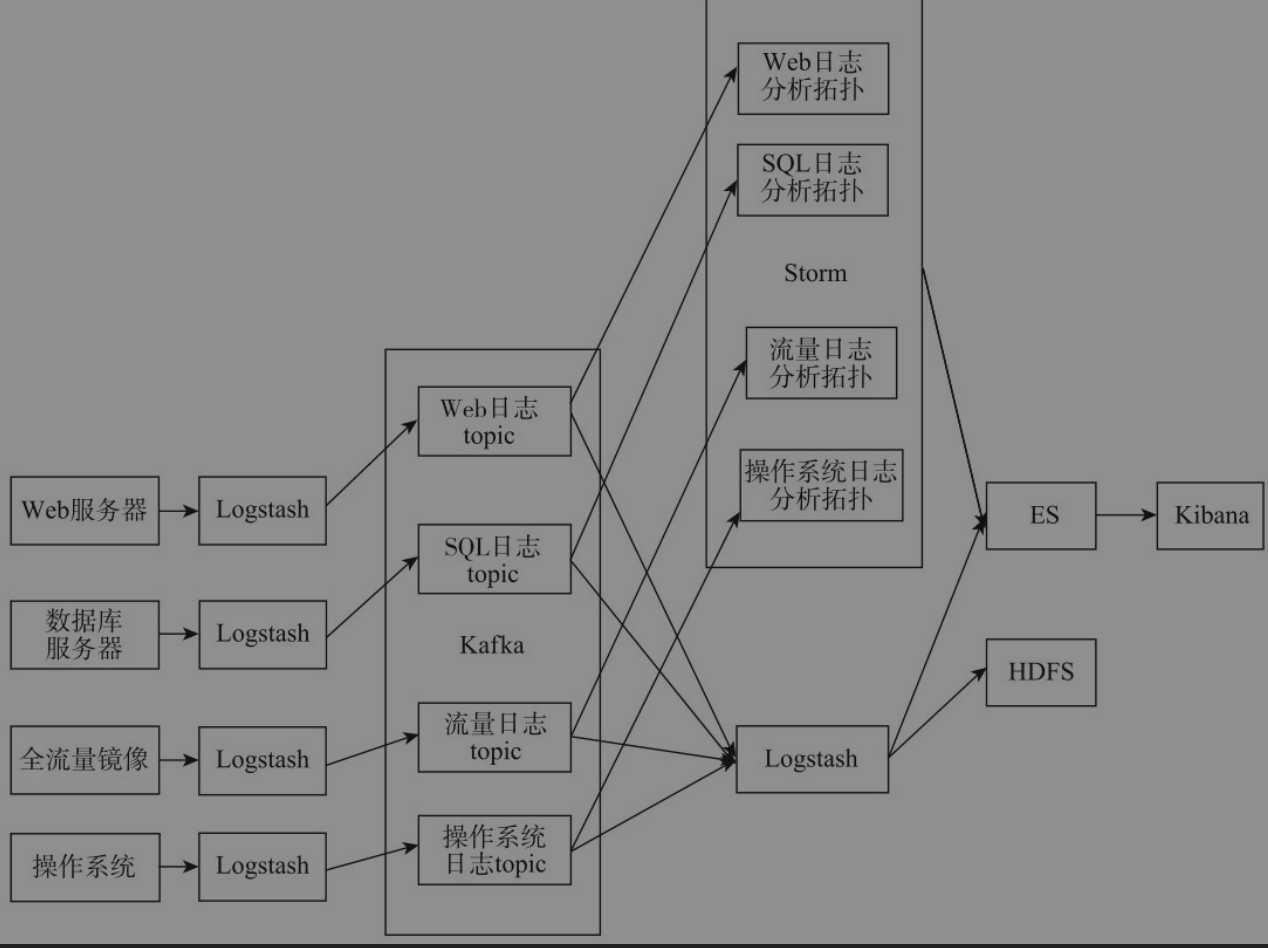 Web服务器
Logstash
数据库
服务器
Logstash
全流量镜像
Logstash
操作系统
Logstash
Web日志
topic
SQL日志
topic
Kafka
流量日志
topic
操作系统
日志topic
Web日志
分析拓扑
SQL日志
分析拓扑
Storm
流量日志
分析拓扑
操作系统日志
分析拓扑
Logstash
ES
Kibana
HDFS